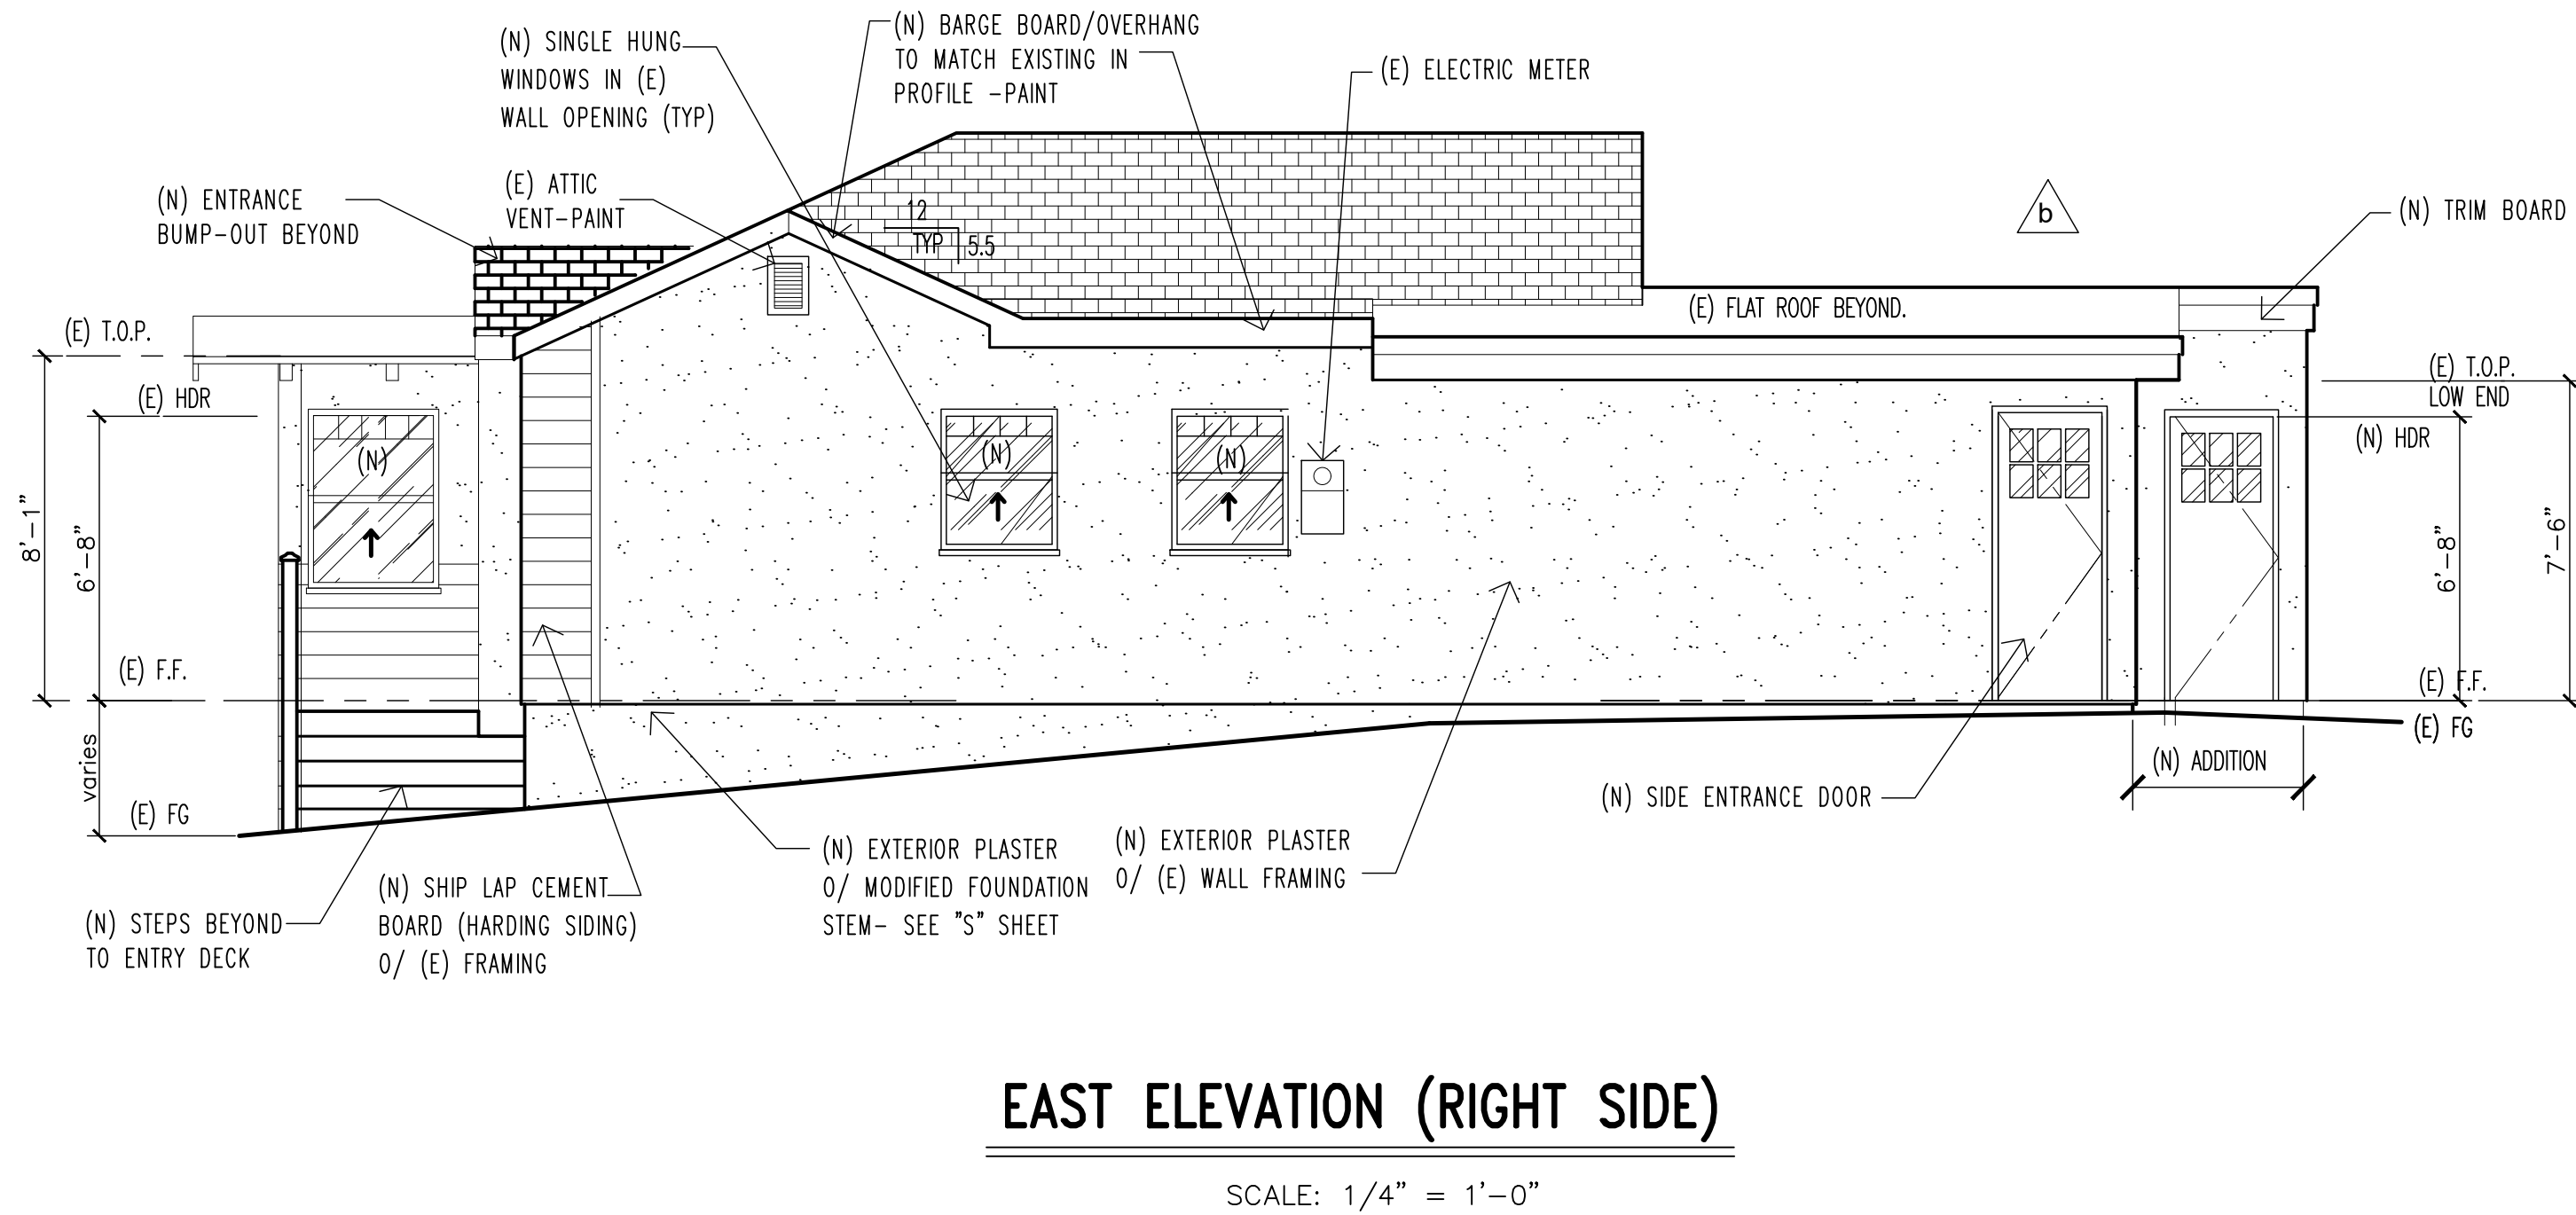 (N) SINGLE HUNG
WINDOWS IN (E)
WALL OPENING (TYP)
(N) BARGE BOARD/OVERHANG
TO MATCH EXISTING IN
PROFILE -PAINT
(E) ELECTRIC METER
(N) ENTRANCE
BUMP-OUT BEYOND
(E) ATTIC
VENT-PAINT
12
TYP
5.5
b
(N) TRIM BOARD
(E) FLAT ROOF BEYOND.
(E) T.O.P.
(E) HDR
(E) T.O.P.
LOW END
(N) HDR
(N)
(N)
(N)
8'-1"
6'-8"
6'-8"
7'-6"
(E) F.F.
(E) F.F.
(E) FG
varies
(E) FG
(N) ADDITION
(N) SIDE ENTRANCE DOOR
(N) EXTERIOR PLASTER
O/ MODIFIED FOUNDATION
STEM- SEE "S" SHEET
(N) EXTERIOR PLASTER
O/ (E) WALL FRAMING
(N) SHIP LAP CEMENT
BOARD (HARDING SIDING)
O/ (E) FRAMING
(N) STEPS BEYOND
TO ENTRY DECK
EAST ELEVATION (RIGHT SIDE)
SCALE: 1/4" = 1'-0"